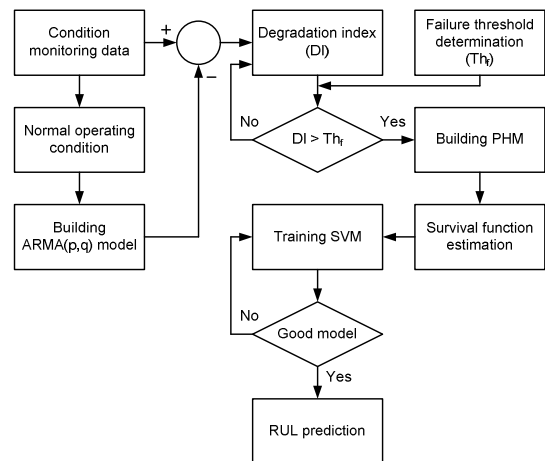 Condition
monitoring data
+
−
Degradation index
(DI)
Failure threshold
determination
(Thf)
Normal operating
condition
No
DI > Thf
Yes
Building PHM
Building
ARMA(p,q) model
Training SVM
Survival function
estimation
No
Good model
Yes
RUL prediction